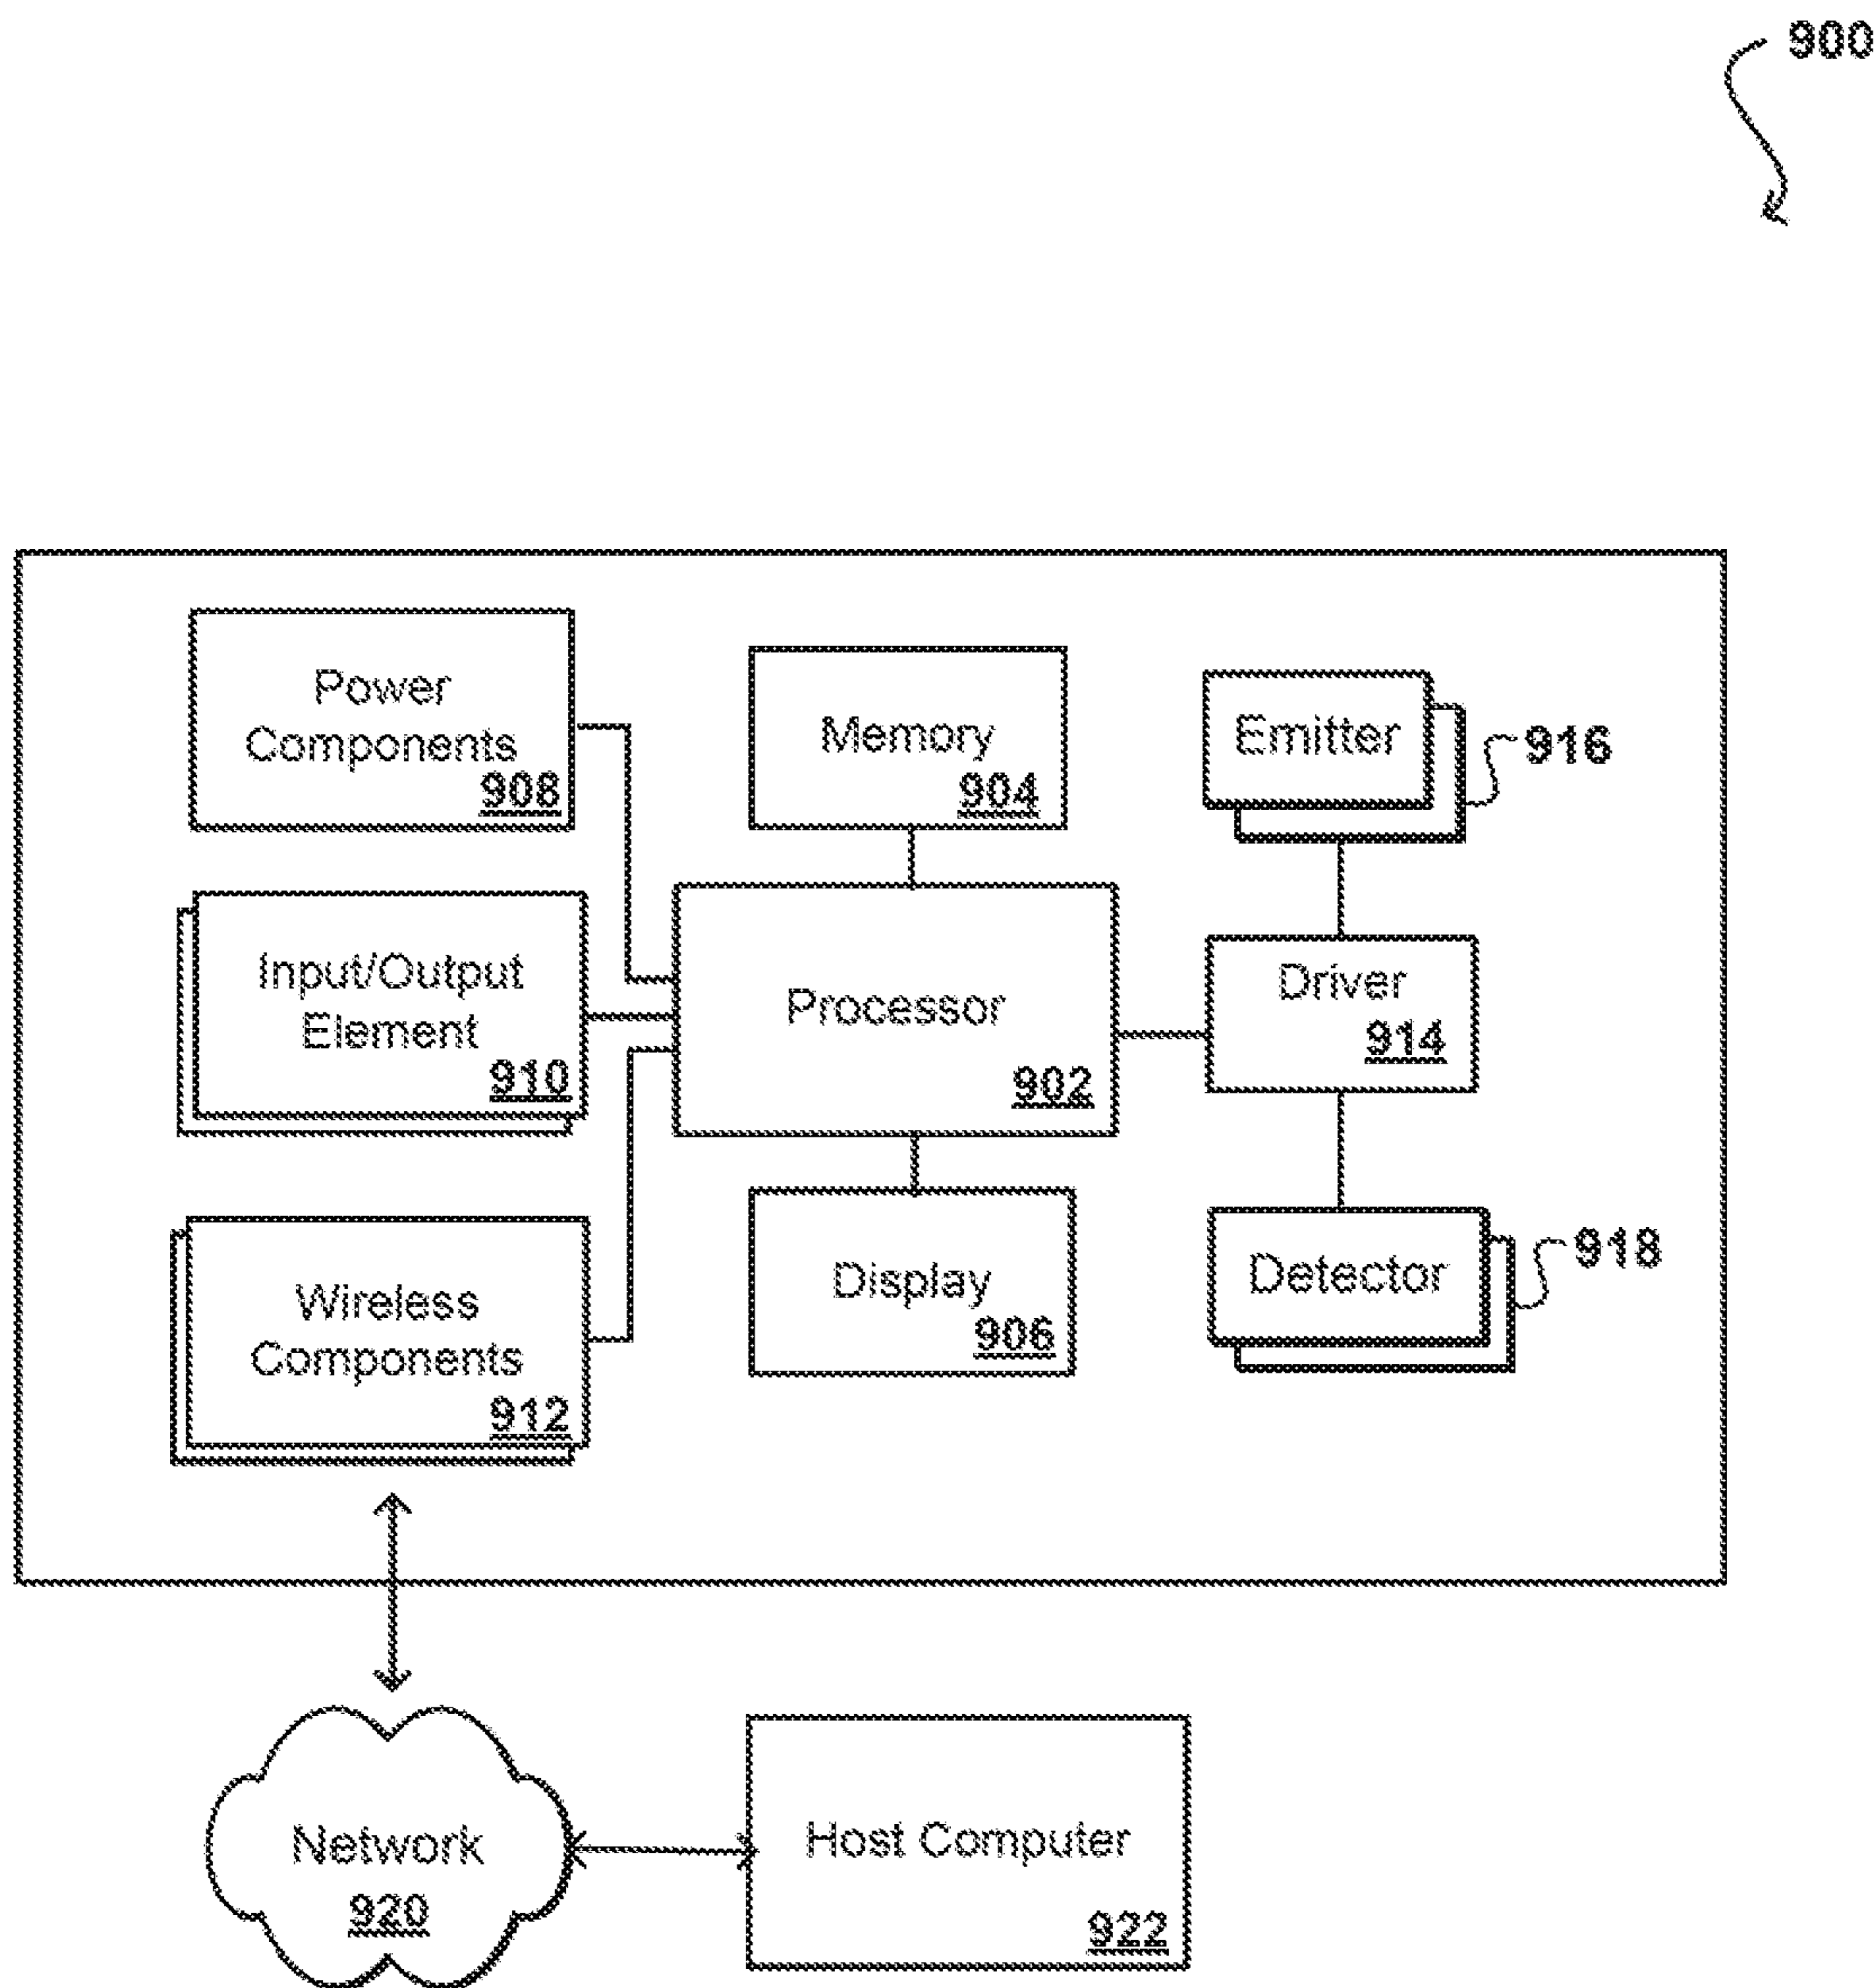 900
Power
Components
908
Memory
904
Emitter
916
Input/Output
Element
910
Processor
902
Driver
914
Wireless
Components
912
Display
906
Detector
918
Network
920
Host Computer
922